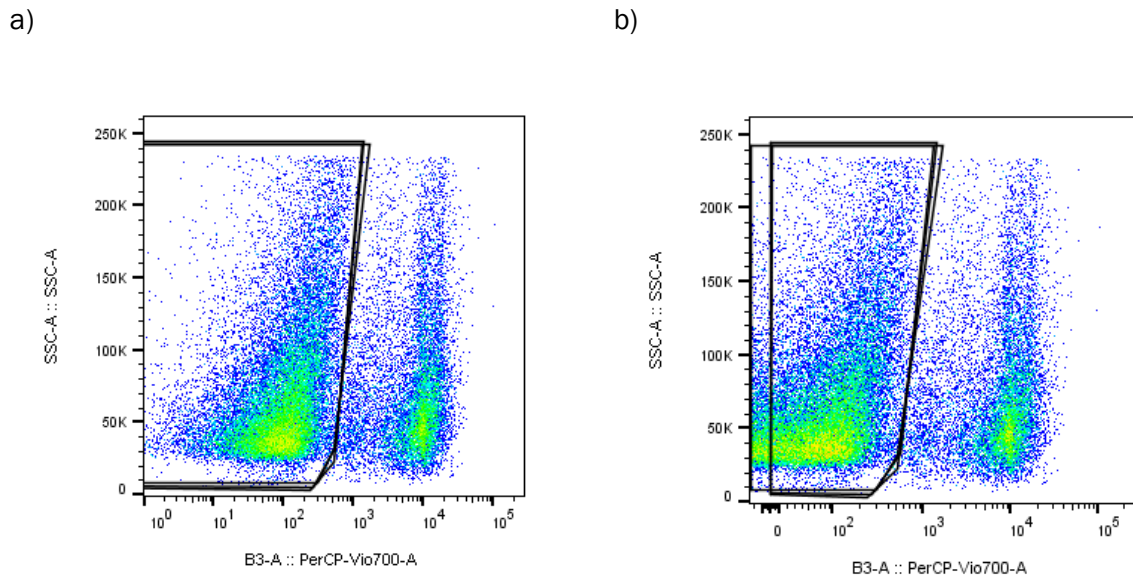 a)
b)
SSC-A :: SSC-A
250K
200K
150K
100K
50K
0
10^0 10^1 10^2 10^3 10^4 10^5
B3-A :: PerCP-Vio700-A
SSC-A :: SSC-A
250K
200K
150K
100K
50K
0
0 10^2 10^3 10^4 10^5
B3-A :: PerCP-Vio700-A